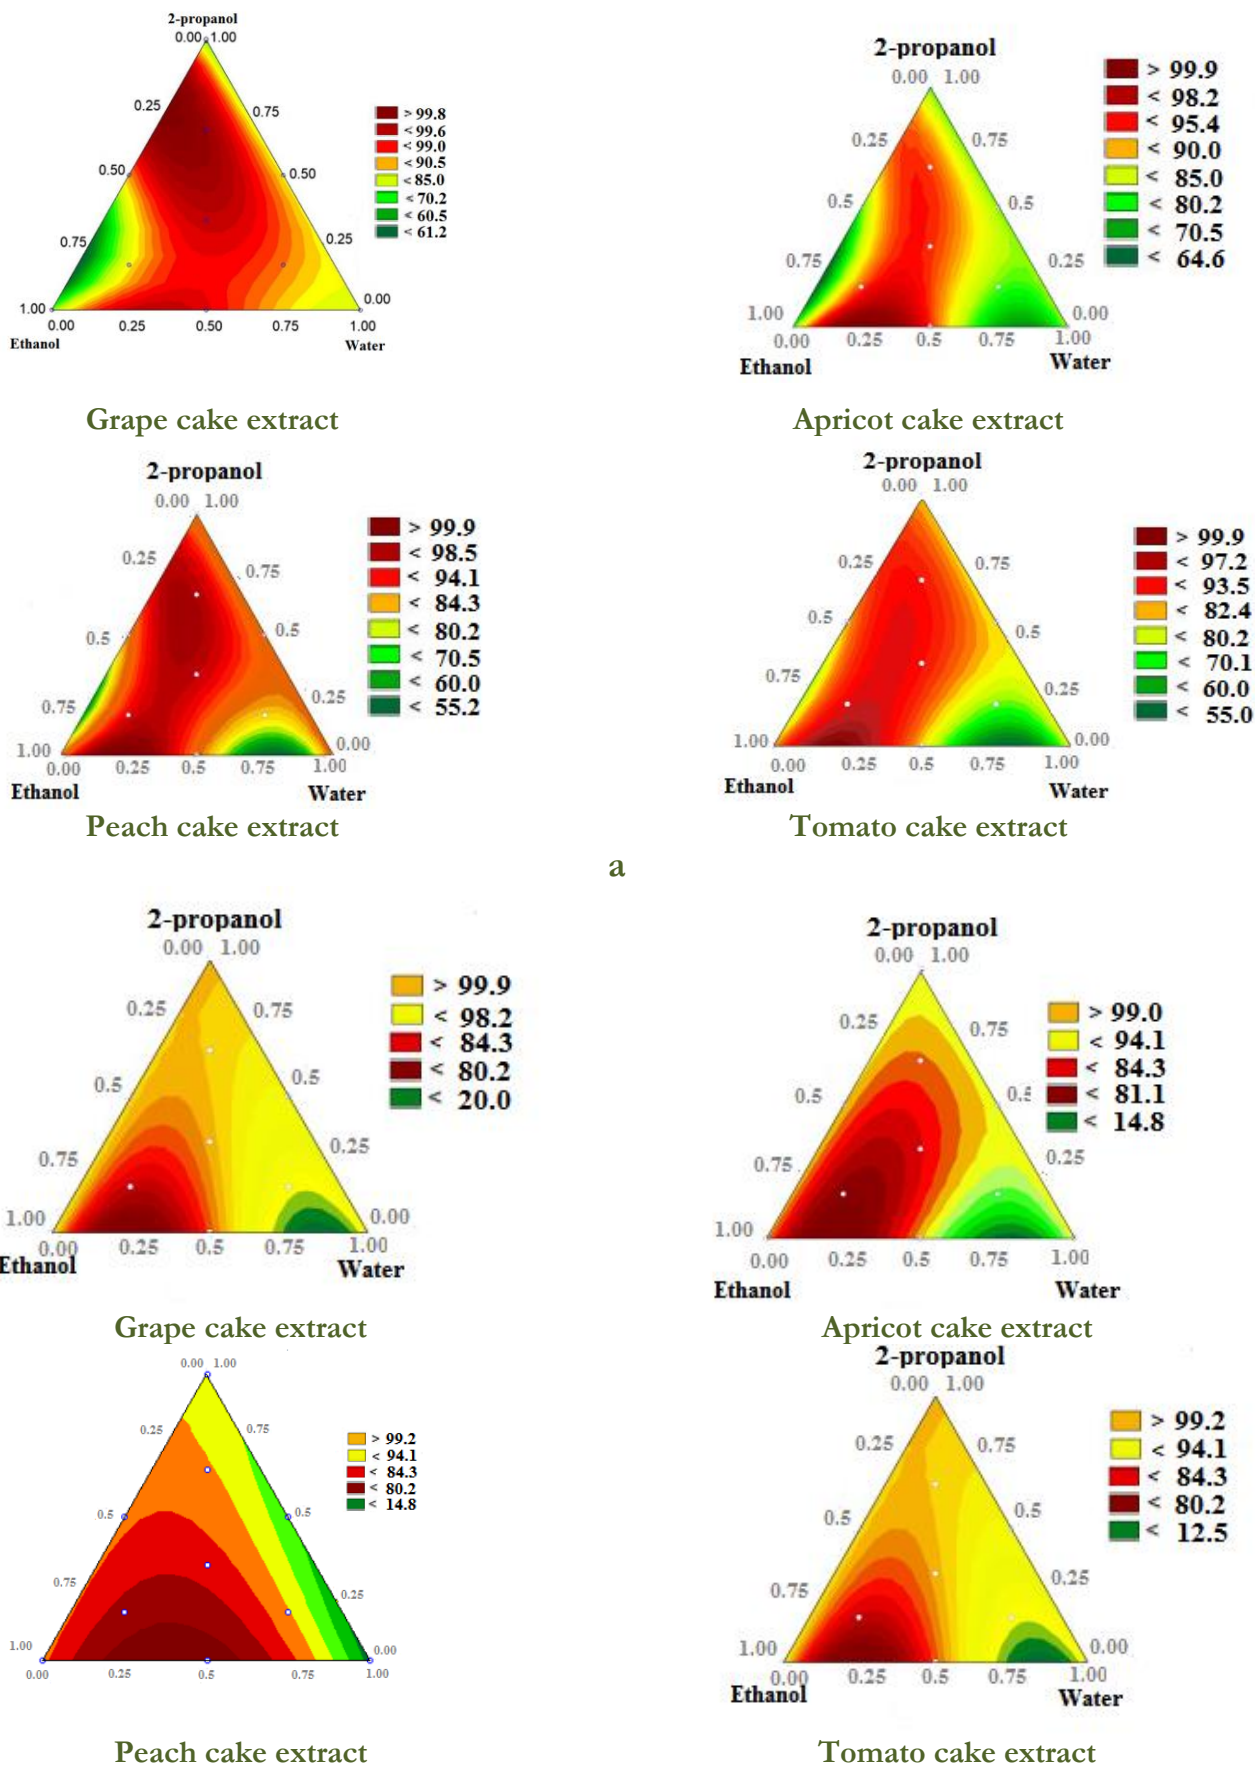 2-propanol
0.00 1.00
0.25 0.75
0.50 0.50
0.75 0.25
1.00 0.00
0.00 0.25 0.50 0.75 1.00
Ethanol Water
> 99.8
< 99.6
< 99.0
< 90.5
< 85.0
< 70.2
< 60.5
< 61.2
Grape cake extract
2-propanol
0.00 1.00
0.25 0.75
0.5 0.5
0.75 0.25
1.00 0.00
0.00 0.25 0.5 0.75 1.00
Ethanol Water
> 99.9
< 98.2
< 95.4
< 90.0
< 85.0
< 80.2
< 70.5
< 64.6
Apricot cake extract
2-propanol
0.00 1.00
0.25 0.75
0.5 0.5
0.75 0.25
1.00 0.00
0.00 0.25 0.5 0.75 1.00
Ethanol Water
> 99.9
< 98.5
< 94.1
< 84.3
< 80.2
< 70.5
< 60.0
< 55.2
Peach cake extract
2-propanol
0.00 1.00
0.25 0.75
0.5 0.5
0.75 0.25
1.00 0.00
0.00 0.25 0.5 0.75 1.00
Ethanol Water
> 99.9
< 97.2
< 93.5
< 82.4
< 80.2
< 70.1
< 60.0
< 55.0
Tomato cake extract
a
2-propanol
0.00 1.00
0.25 0.75
0.5 0.5
0.75 0.25
1.00 0.00
0.00 0.25 0.5 0.75 1.00
Ethanol Water
> 99.9
< 98.2
< 84.3
< 80.2
< 20.0
Grape cake extract
2-propanol
0.00 1.00
0.25 0.75
0.5 0.5
0.75 0.25
1.00 0.00
0.00 0.25 0.5 0.75 1.00
Ethanol Water
> 99.0
< 94.1
< 84.3
< 81.1
< 14.8
Apricot cake extract
0.00 1.00
0.25 0.75
0.5 0.5
0.75 0.25
1.00 0.00
0.00 0.25 0.5 0.75 1.00
> 99.2
< 94.1
< 84.3
< 80.2
< 14.8
Peach cake extract
2-propanol
0.00 1.00
0.25 0.75
0.5 0.5
0.75 0.25
1.00 0.00
0.00 0.25 0.5 0.75 1.00
Ethanol Water
> 99.2
< 94.1
< 84.3
< 80.2
< 12.5
Tomato cake extract